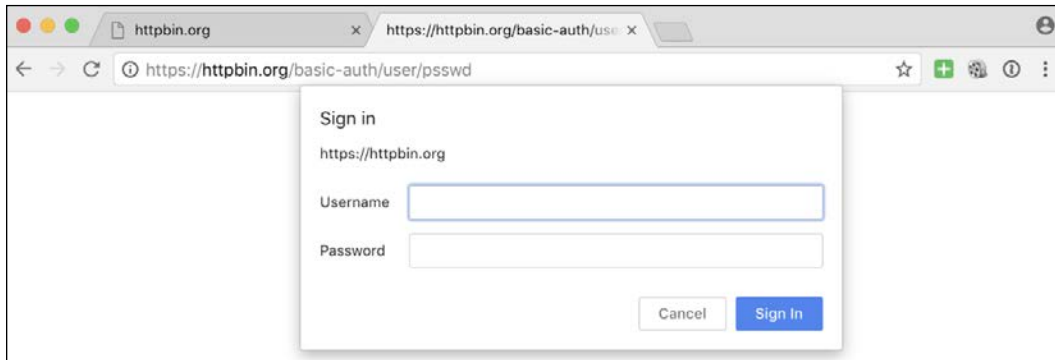 httpbin.org
https://httpbin.org/basic-auth/use
https://httpbin.org/basic-auth/user/psswd
Sign in
https://httpbin.org
Username
Password
Cancel Sign In